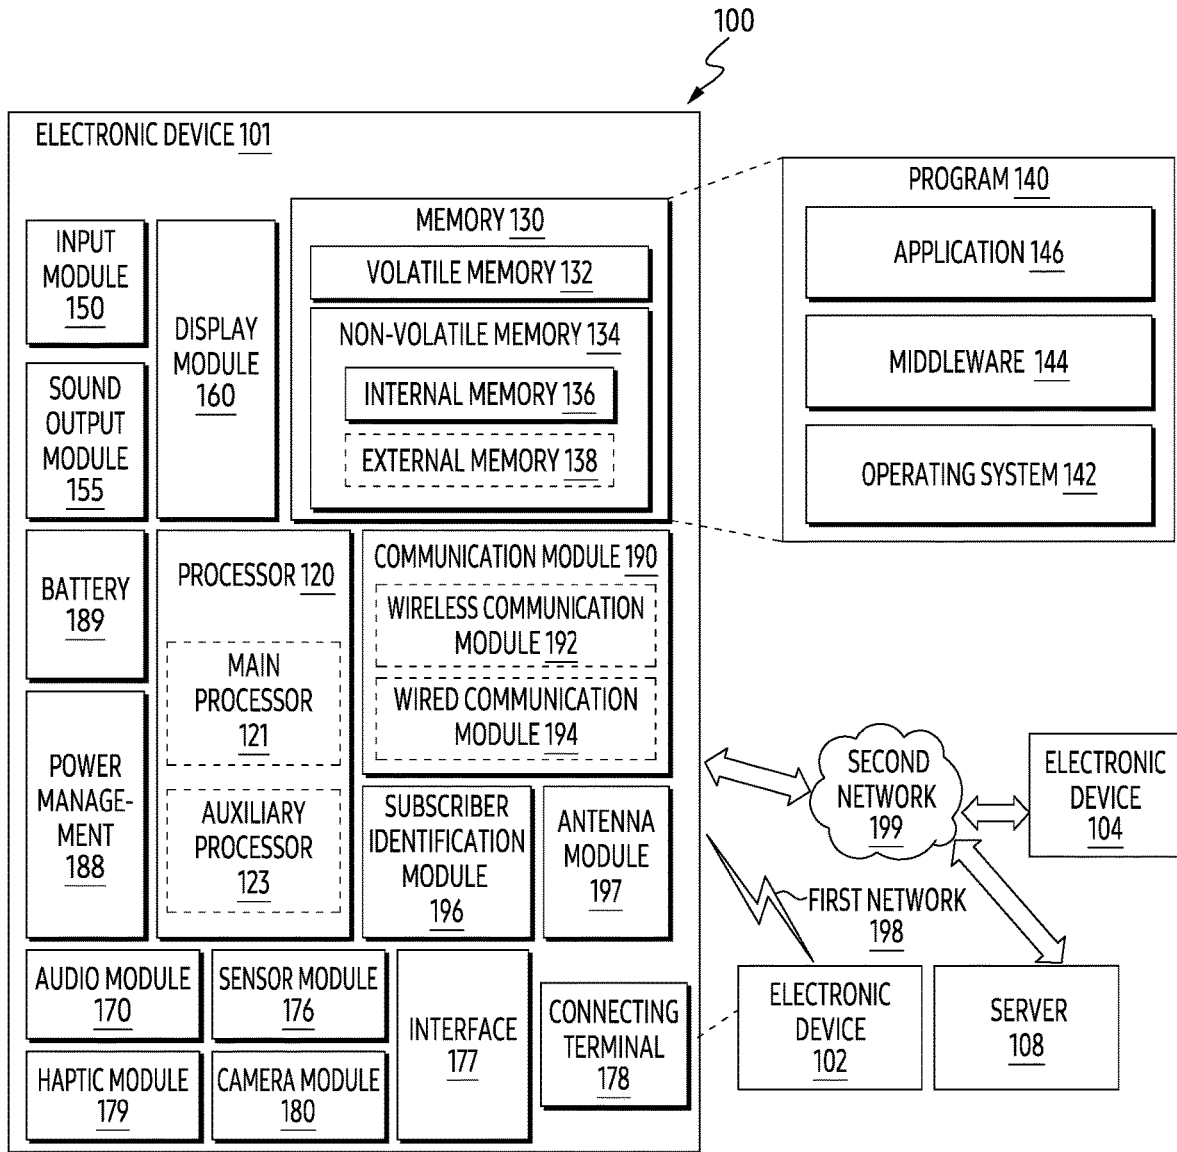 100
ELECTRONIC DEVICE 101
INPUT
MODULE
150
SOUND
OUTPUT
MODULE
155
DISPLAY
MODULE
160
MEMORY 130
VOLATILE MEMORY 132
NON-VOLATILE MEMORY 134
INTERNAL MEMORY 136
EXTERNAL MEMORY 138
PROGRAM 140
APPLICATION 146
MIDDLEWARE 144
OPERATING SYSTEM 142
BATTERY
189
POWER
MANAGE-
MENT
188
PROCESSOR 120
MAIN
PROCESSOR
121
AUXILIARY
PROCESSOR
123
COMMUNICATION MODULE 190
WIRELESS COMMUNICATION
MODULE 192
WIRED COMMUNICATION
MODULE 194
SUBSCRIBER
IDENTIFICATION
MODULE
196
ANTENNA
MODULE
197
SECOND
NETWORK
199
ELECTRONIC
DEVICE
104
FIRST NETWORK
198
AUDIO MODULE
170
SENSOR MODULE
176
HAPTIC MODULE
179
CAMERA MODULE
180
INTERFACE
177
CONNECTING
TERMINAL
178
ELECTRONIC
DEVICE
102
SERVER
108